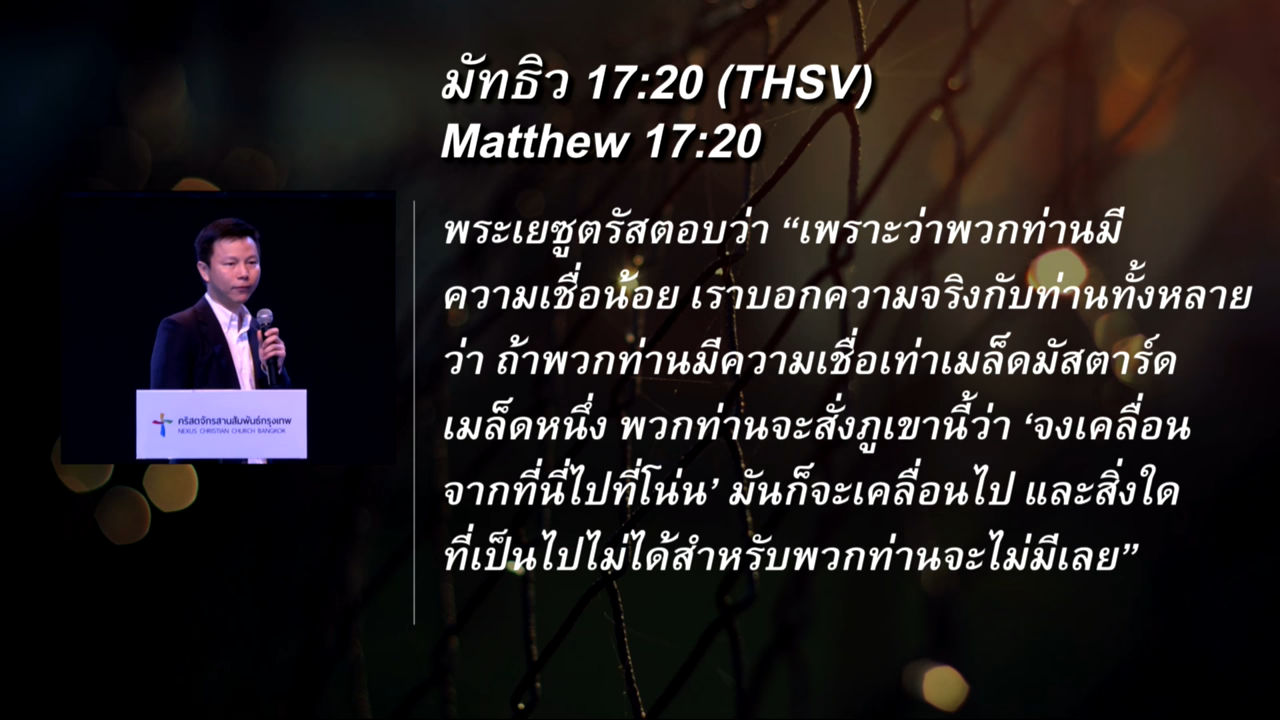 มัทธิว 17:20 (THSV)
Matthew 17:20
พระเยซูตรัสตอบว่า “เพราะว่าพวกท่านมี
ความเชื่อน้อย เราบอกความจริงกับท่านทั้งหลาย
ว่า ถ้าพวกท่านมีความเชื่อเท่าเมล็ดมัสตาร์ด
เมล็ดหนึ่ง พวกท่านจะสั่งภูเขานี้ว่า ‘จงเคลื่อน
จากที่นี่ไปที่โน่น’ มันก็จะเคลื่อนไป และสิ่งใด
ที่เป็นไปไม่ได้สำหรับพวกท่านจะไม่มีเลย”
คริสตจักรสานสัมพันธ์กรุงเทพ
NEXUS CHRISTIAN CHURCH BANGKOK